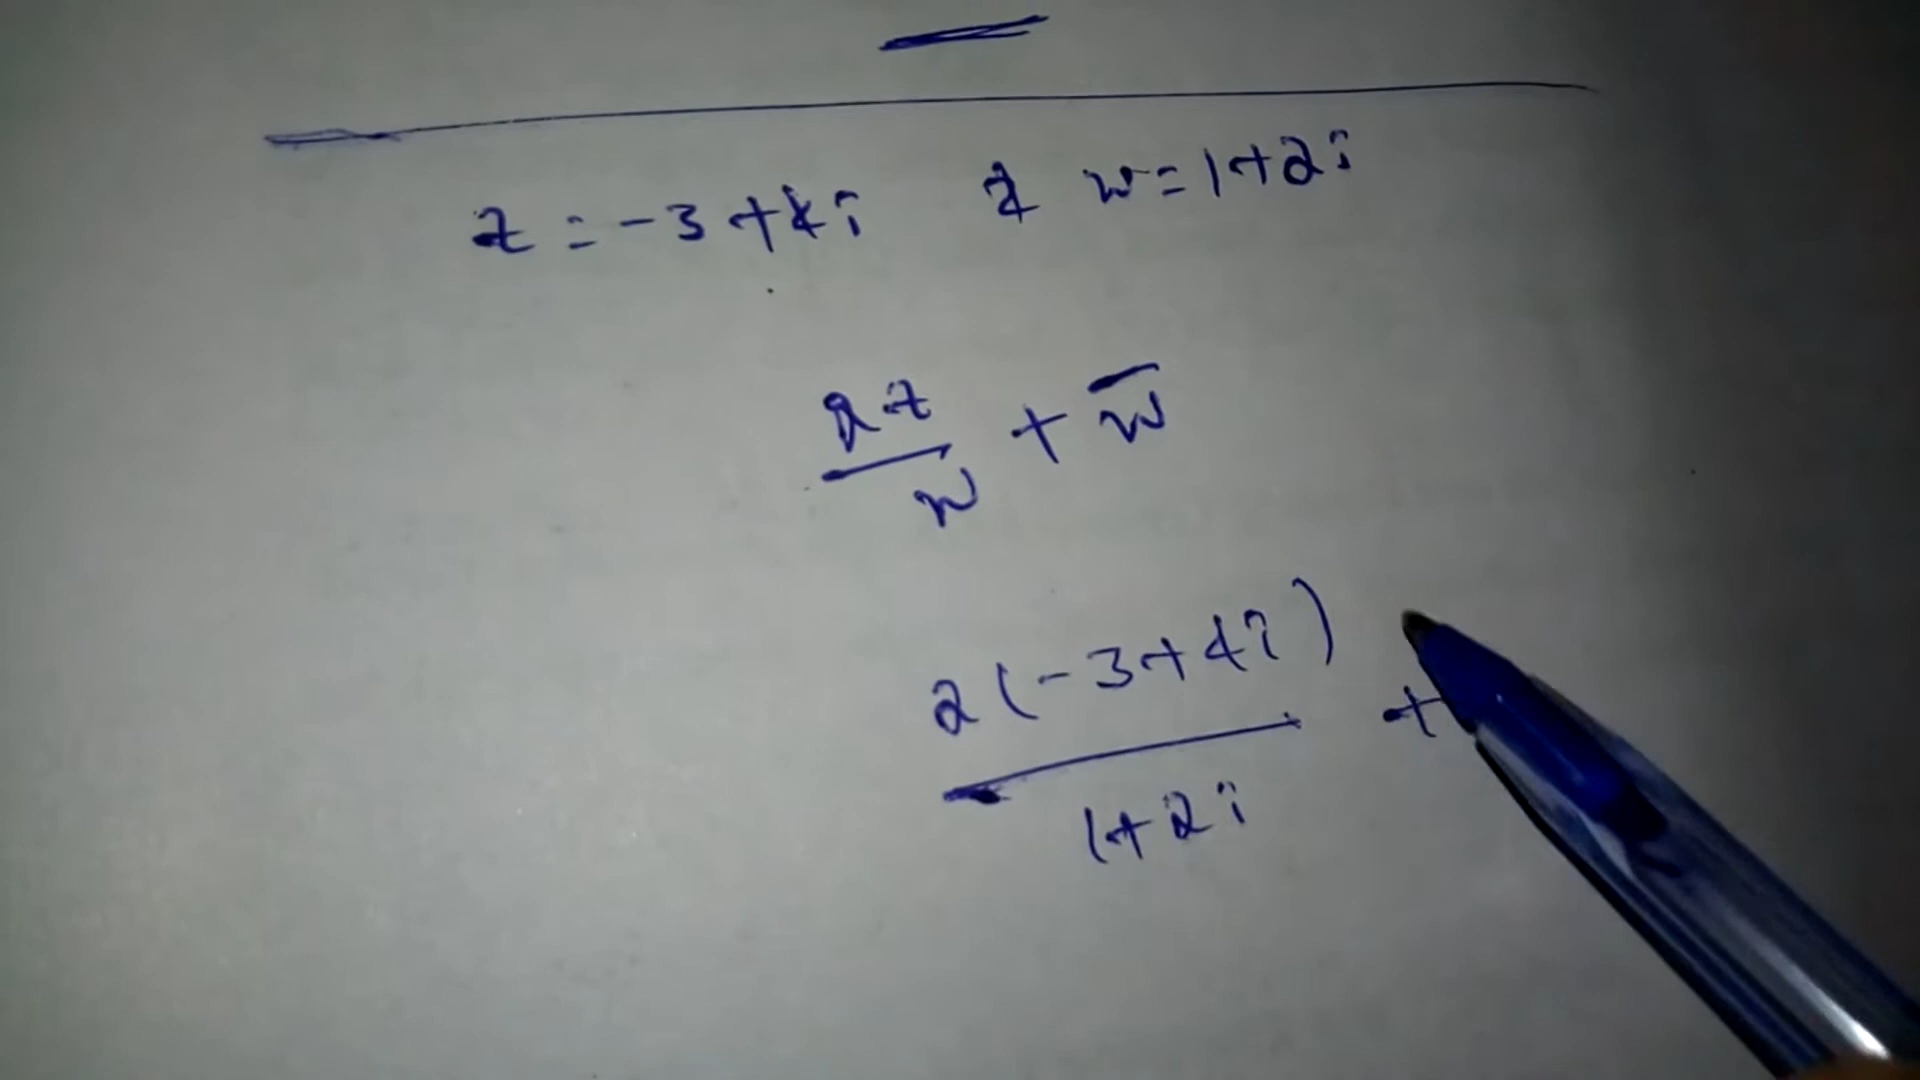 z = -3 + 4i & w = 1 + 2i
2z/w + w̅
2(-3 + 4i)/1 + 2i +